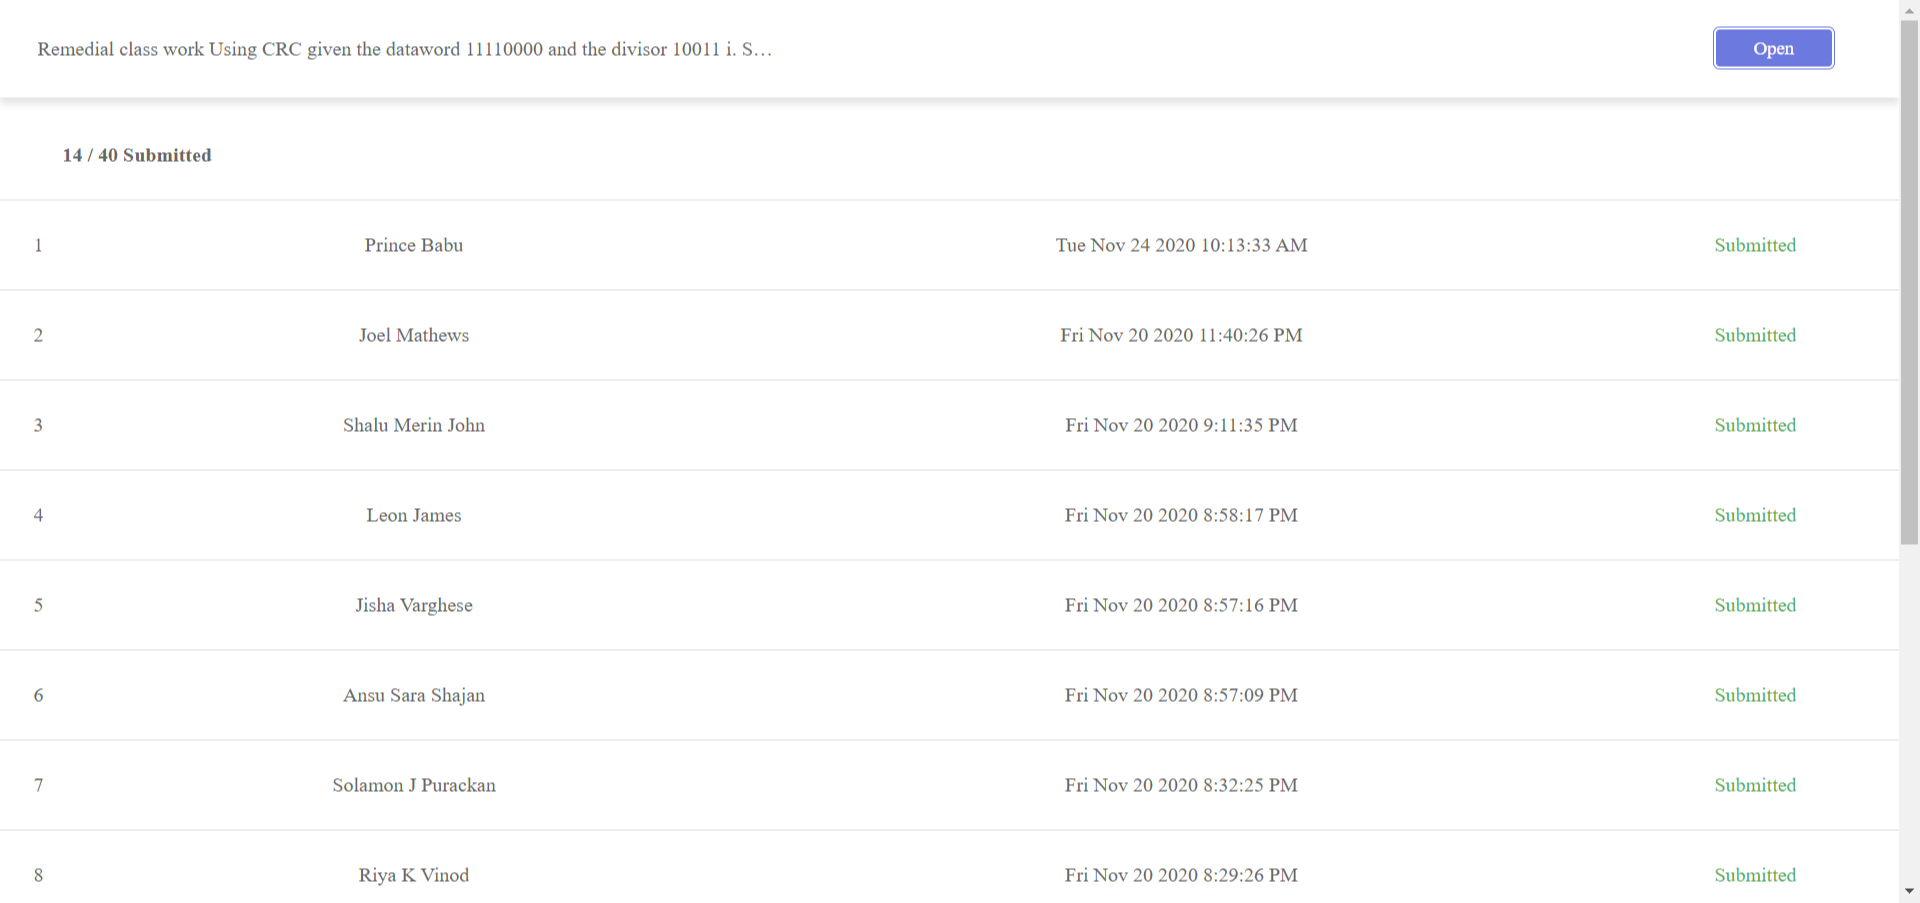 Remedial class work Using CRC given the dataword 11110000 and the divisor 10011 i. S...
Open
14 / 40 Submitted
1 Prince Babu Tue Nov 24 2020 10:13:33 AM Submitted
2 Joel Mathews Fri Nov 20 2020 11:40:26 PM Submitted
3 Shalu Merin John Fri Nov 20 2020 9:11:35 PM Submitted
4 Leon James Fri Nov 20 2020 8:58:17 PM Submitted
5 Jisha Varghese Fri Nov 20 2020 8:57:16 PM Submitted
6 Ansu Sara Shajan Fri Nov 20 2020 8:57:09 PM Submitted
7 Solamon J Purackan Fri Nov 20 2020 8:32:25 PM Submitted
8 Riya K Vinod Fri Nov 20 2020 8:29:26 PM Submitted